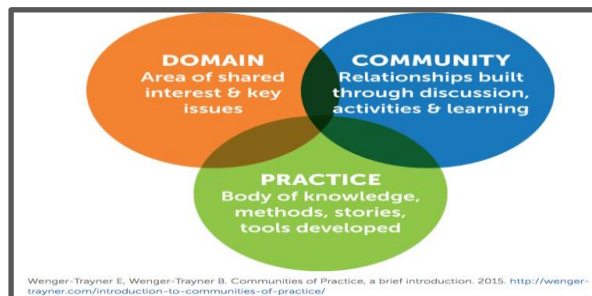 DOMAIN
Area of shared
interest & key
issues
COMMUNITY
Relationships built
through discussion,
activities & learning
PRACTICE
Body of knowledge,
methods, stories,
tools developed
Wenger-Trayner E, Wenger-Trayner B. Communities of Practice, a brief introduction. 2015. http://wenger-
trayner.com/introduction-to-communities-of-practice/